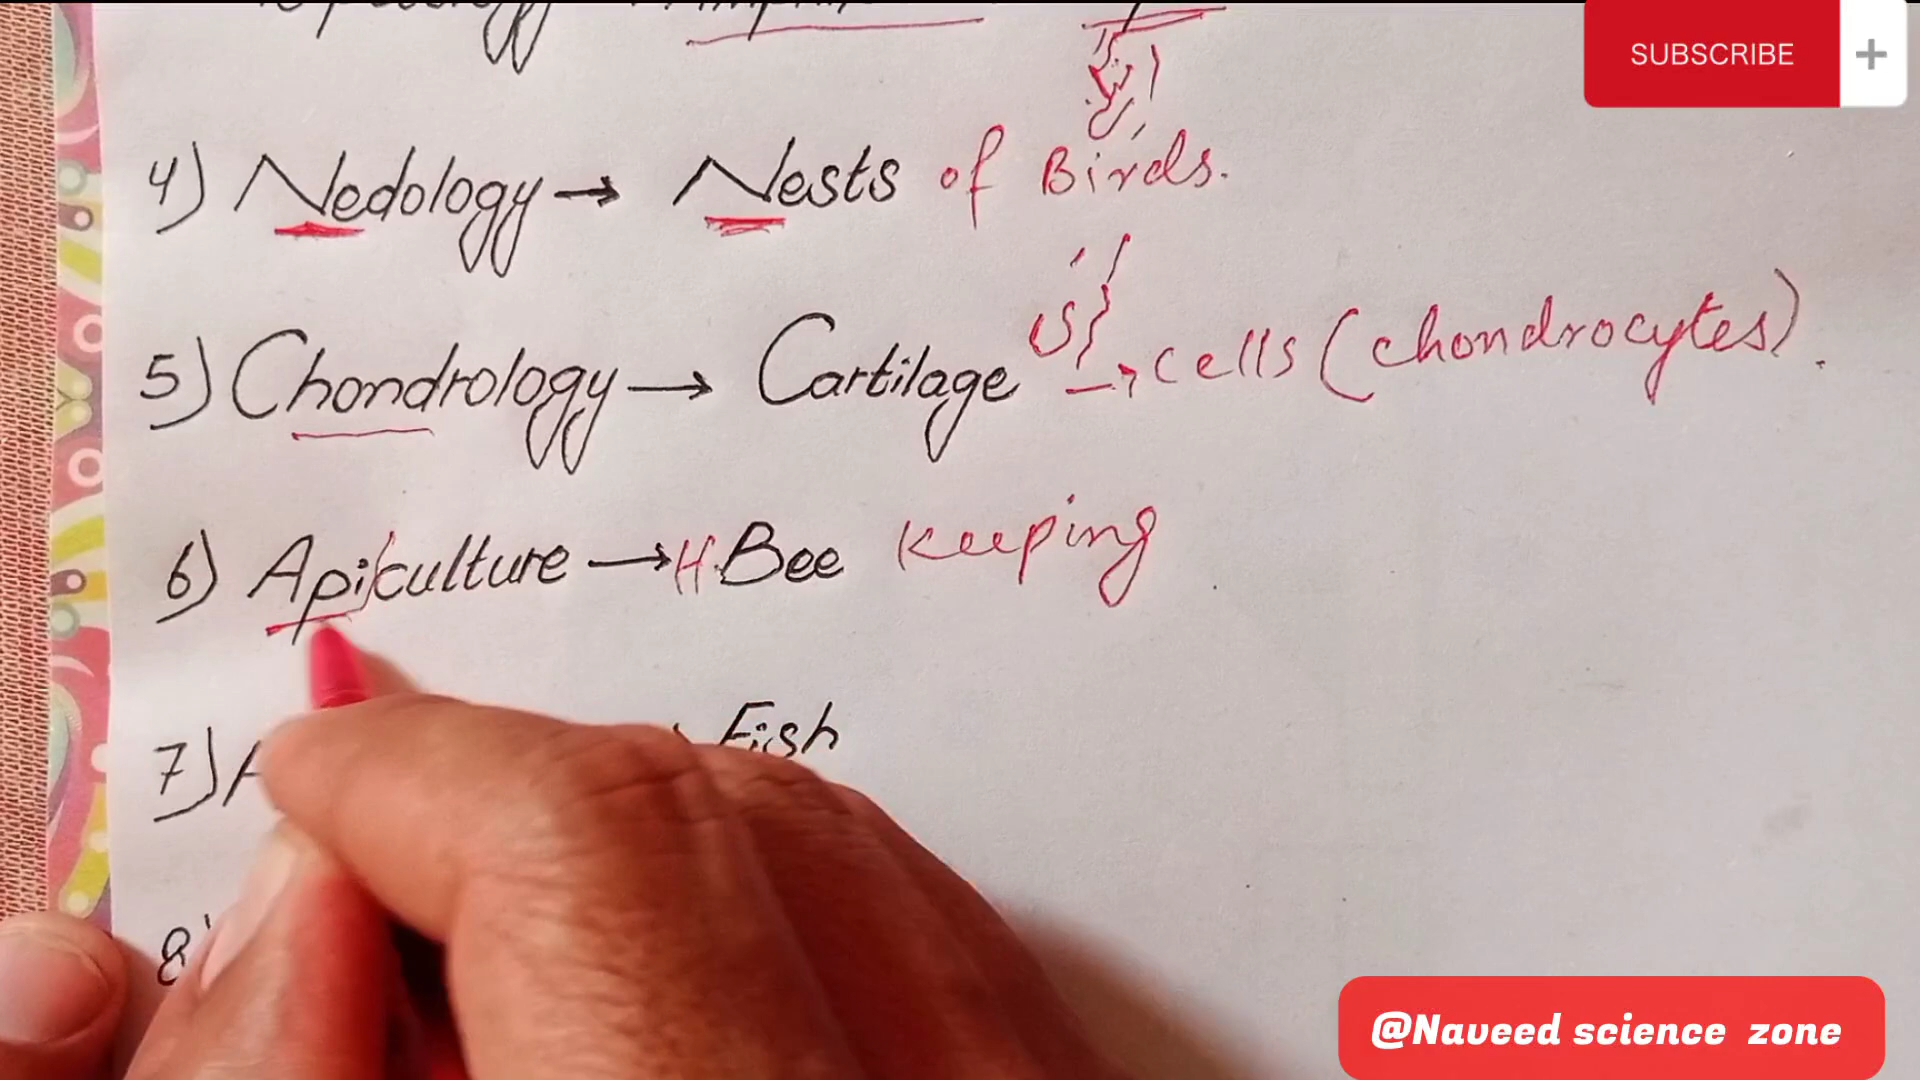 SUBSCRIBE +
4) Nedology → Nests of Birds.
5) Chondrology → Cartilage → cells (chondrocytes).
6) Apiculture → H. Bee Keeping
7) A → Fish
8)
@Naveed science zone